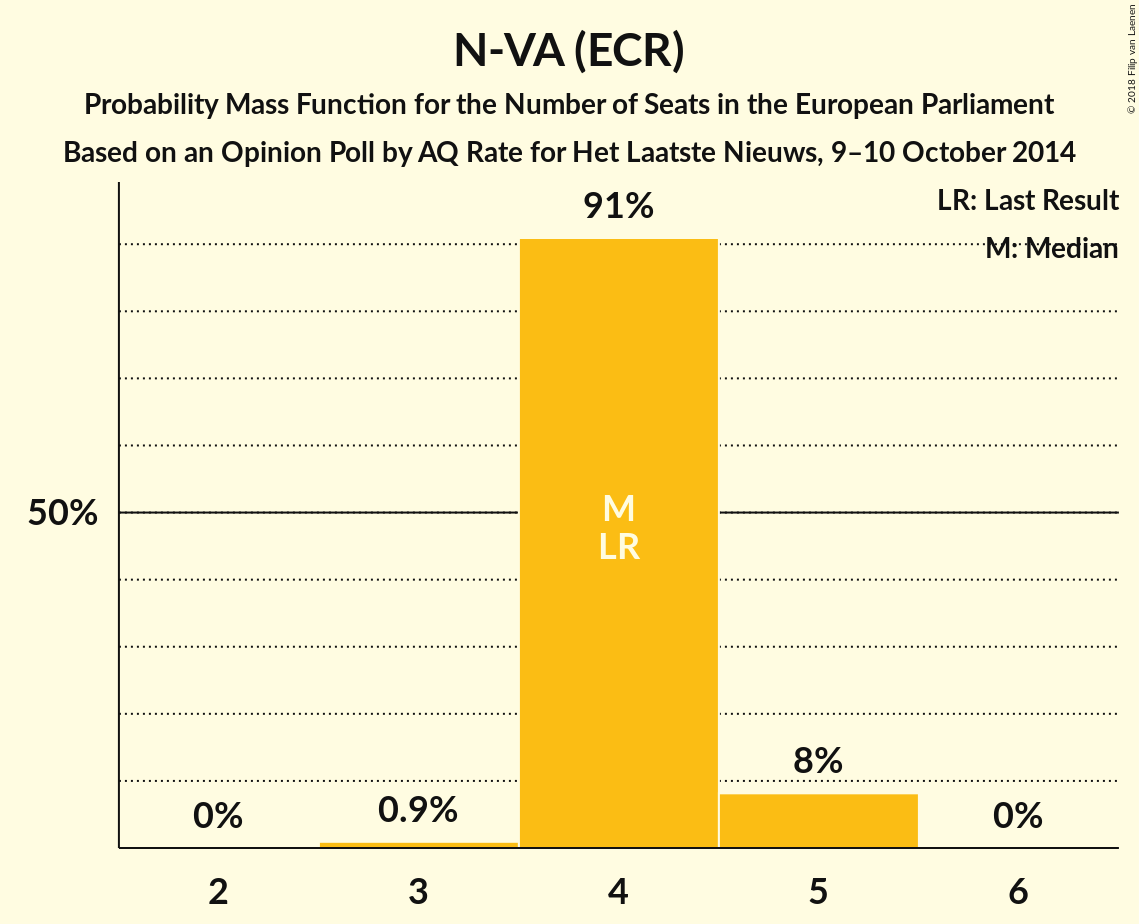 N-VA (ECR)
Probability Mass Function for the Number of Seats in the European Parliament
Based on an Opinion Poll by AQ Rate for Het Laatste Nieuws, 9–10 October 2014
© 2018 Filip van Laenen
LR: Last Result
M: Median
91%
50%
M
LR
8%
0%
0.9%
0%
2
3
4
5
6